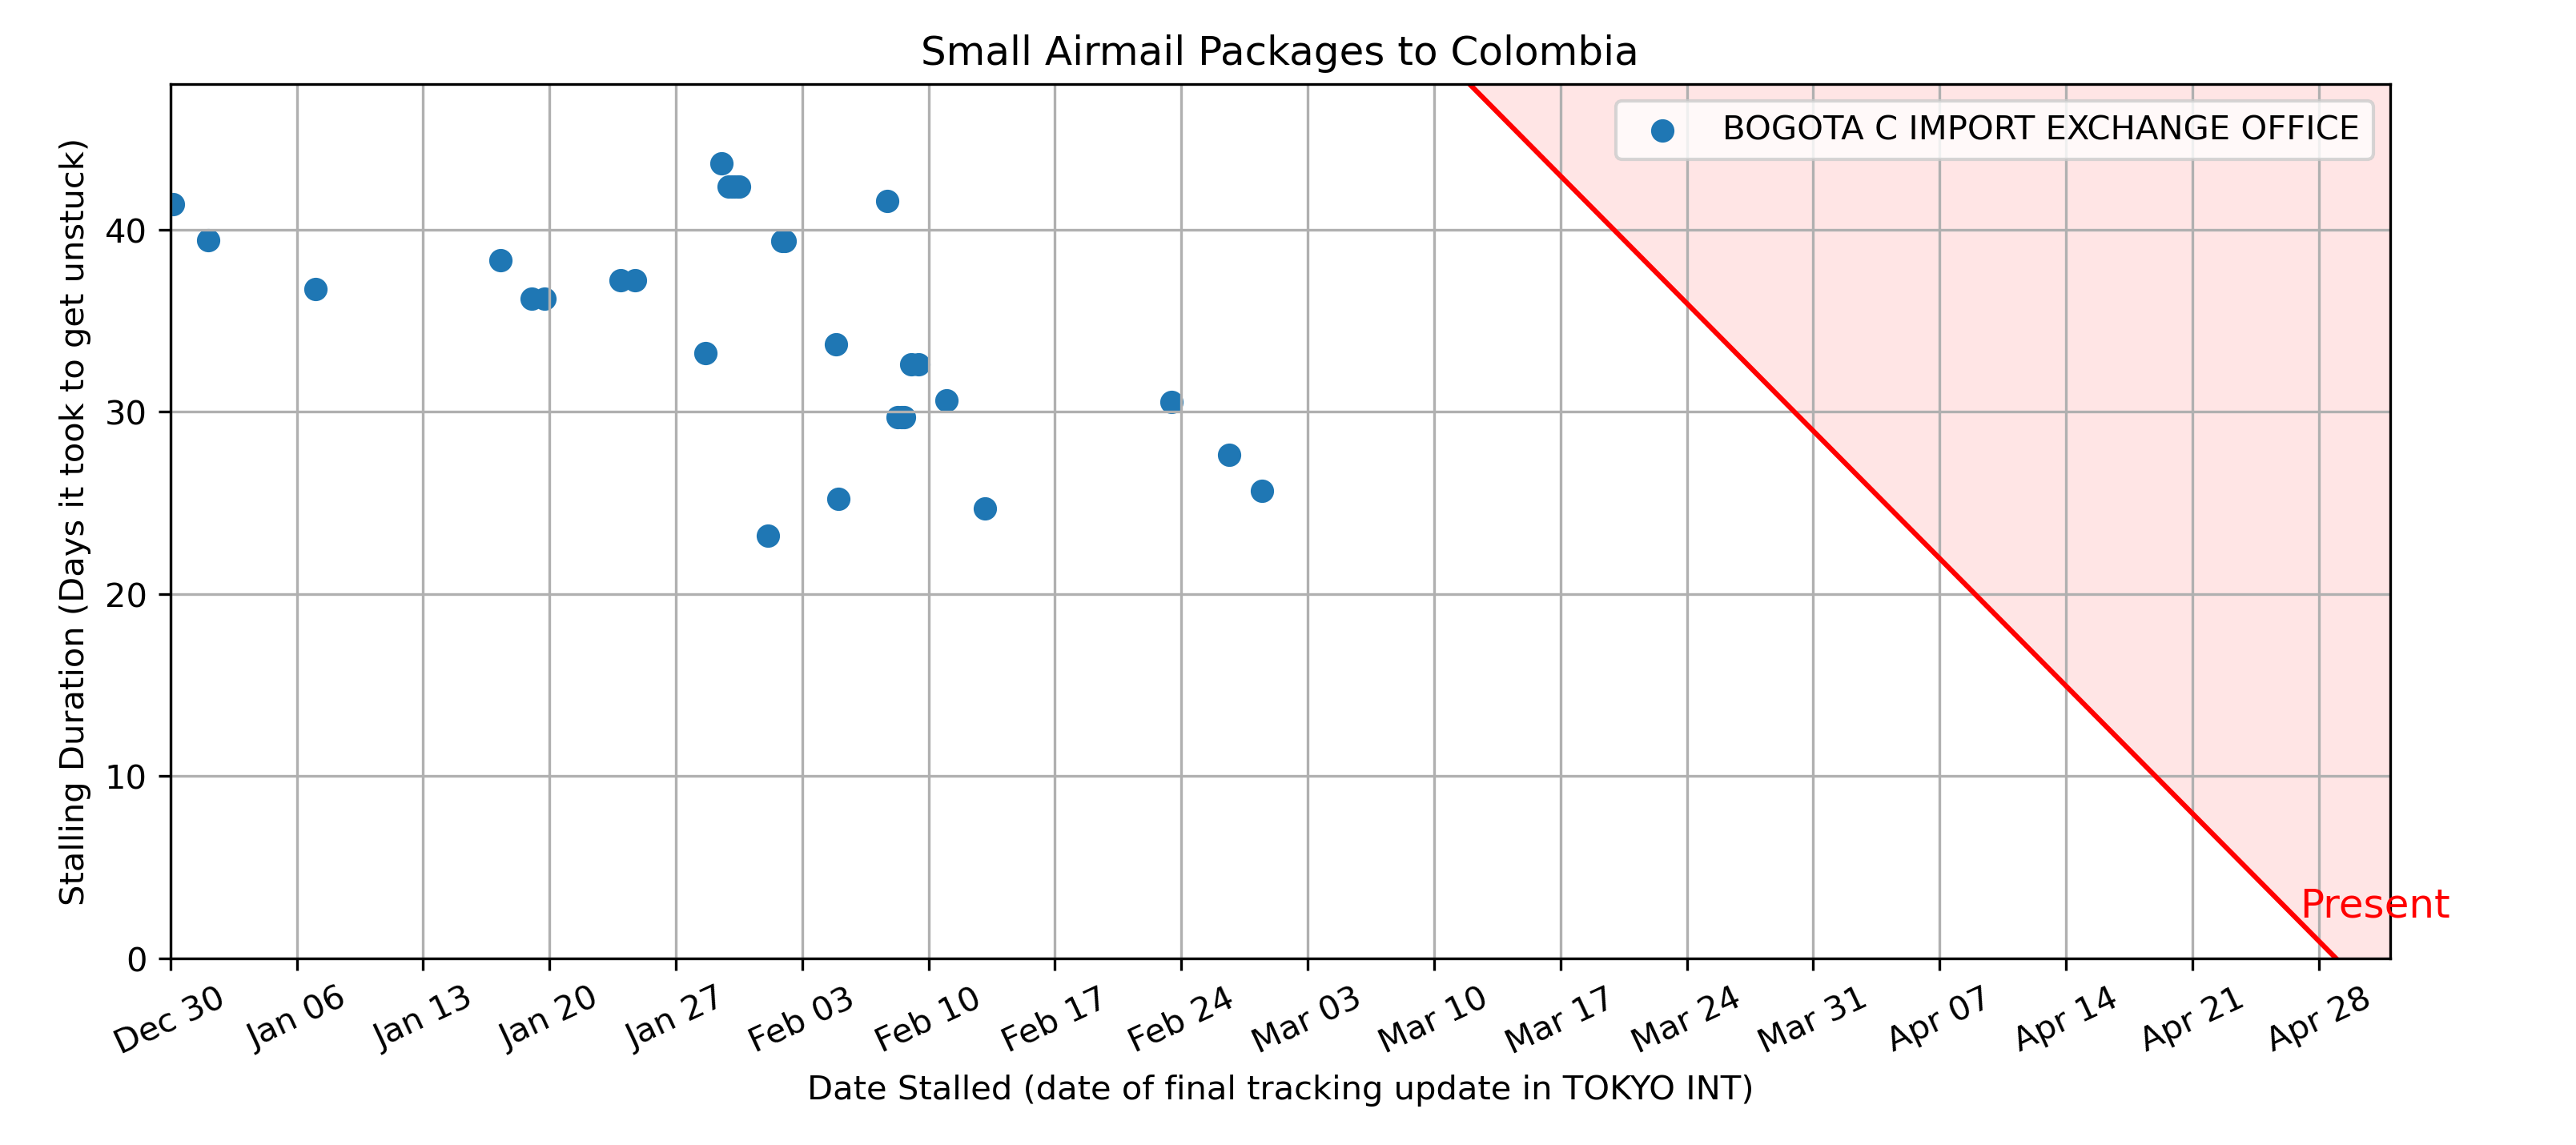 Small Airmail Packages to Colombia
BOGOTA C IMPORT EXCHANGE OFFICE
Stalling Duration (Days it took to get unstuck)
40
30
20
10
0
Present
Dec 30
Jan 06
Jan 13
Jan 20
Jan 27
Feb 03
Feb 10
Feb 17
Feb 24
Mar 03
Mar 10
Mar 17
Mar 24
Mar 31
Apr 07
Apr 14
Apr 21
Apr 28
Date Stalled (date of final tracking update in TOKYO INT)